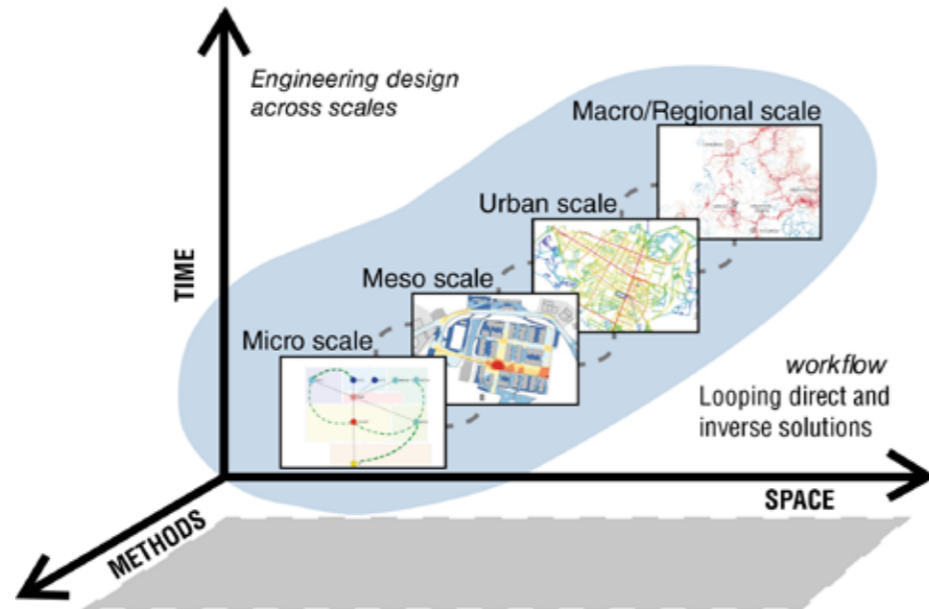 Engineering design
across scales
Macro/Regional scale
Urban scale
Meso scale
Micro scale
TIME
workflow
Looping direct and
inverse solutions
SPACE
METHODS